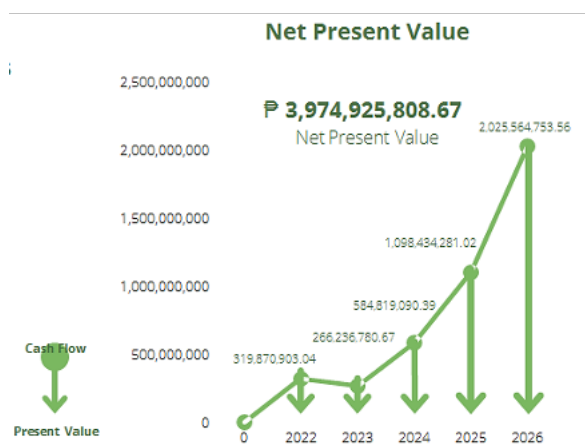 Net Present Value
₱ 3,974,925,808.67
Net Present Value
2,500,000,000
2,000,000,000
1,500,000,000
1,000,000,000
500,000,000
0
2,025,564,753.56
1,098,434,281.02
584,819,090.39
266,236,780.67
319,870,903.04
Cash Flow
Present Value
0 2022 2023 2024 2025 2026